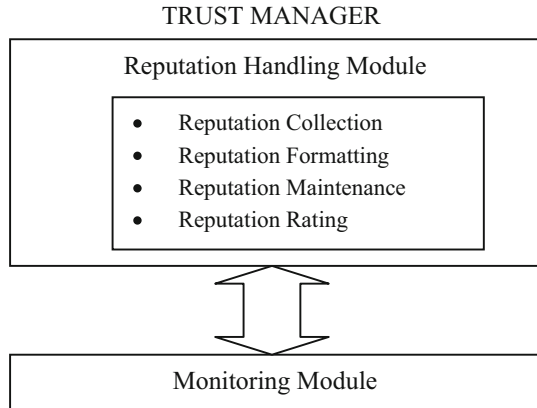 TRUST MANAGER
Reputation Handling Module
• Reputation Collection
• Reputation Formatting
• Reputation Maintenance
• Reputation Rating
Monitoring Module